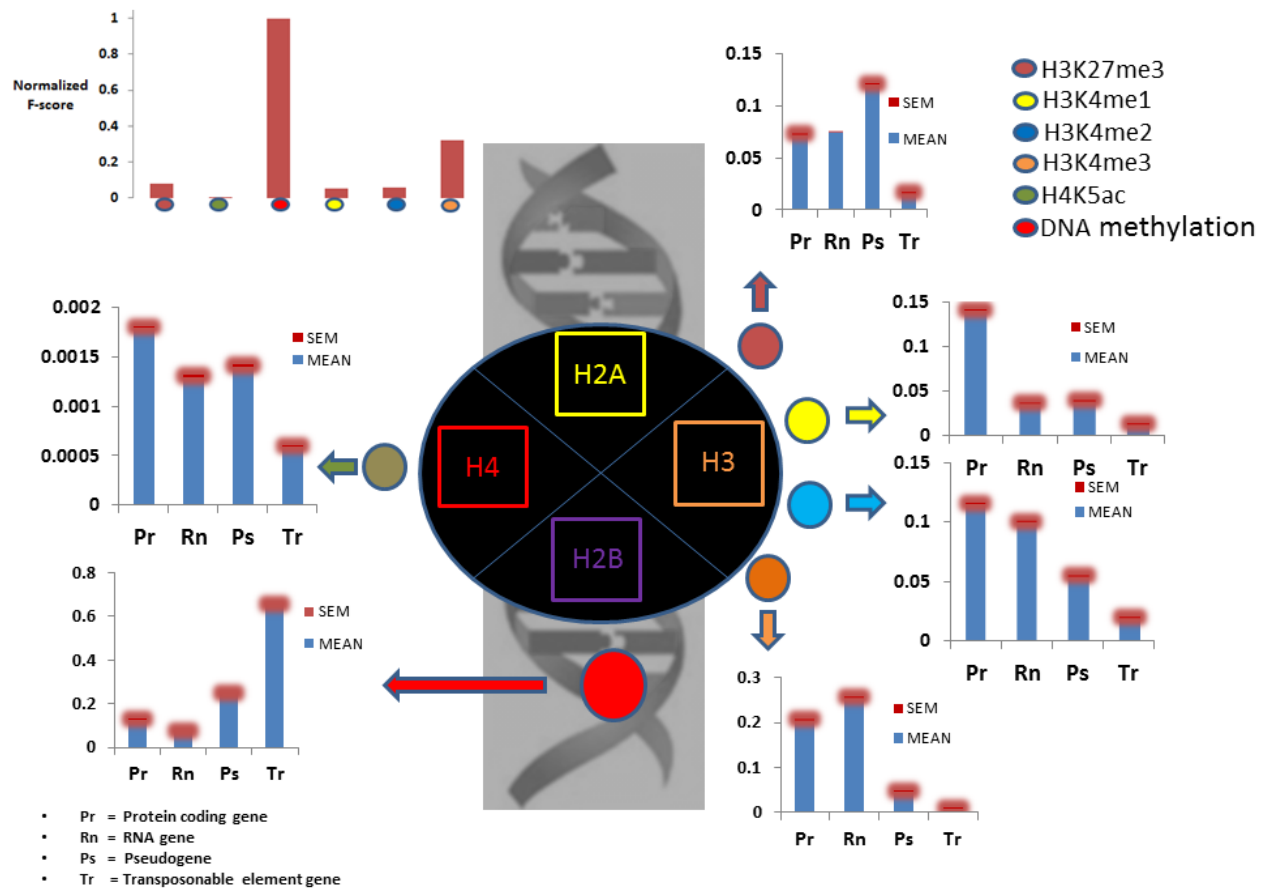 Normalized
F-score
1
0.8
0.6
0.4
0.2
0
0.15
0.1
0.05
0
SEM
MEAN
Pr Rn Ps Tr
H3K27me3
H3K4me1
H3K4me2
H3K4me3
H4K5ac
DNA methylation
0.002
0.0015
0.001
0.0005
0
SEM
MEAN
Pr Rn Ps Tr
H2A
H4
H3
H2B
0.15
0.1
0.05
0
SEM
MEAN
Pr Rn Ps Tr
0.15
0.1
0.05
0
SEM
MEAN
Pr Rn Ps Tr
0.8
0.6
0.4
0.2
0
SEM
MEAN
Pr Rn Ps Tr
0.3
0.2
0.1
0
SEM
MEAN
Pr Rn Ps Tr
• Pr = Protein coding gene
• Rn = RNA gene
• Ps = Pseudogene
• Tr = Transposonable element gene